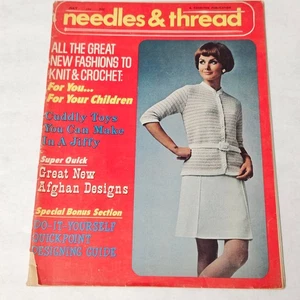 needles & thread
ALL THE GREAT
NEW FASHIONS TO
KNIT & CROCHET:
For You...
For Your Children
Cuddly Toys
You Can Make
In A Jiffy
Super Quick
Great New
Afghan Designs
Special Bonus Section
DO-IT-YOURSELF
QUICKPOINT
DESIGNING GUIDE